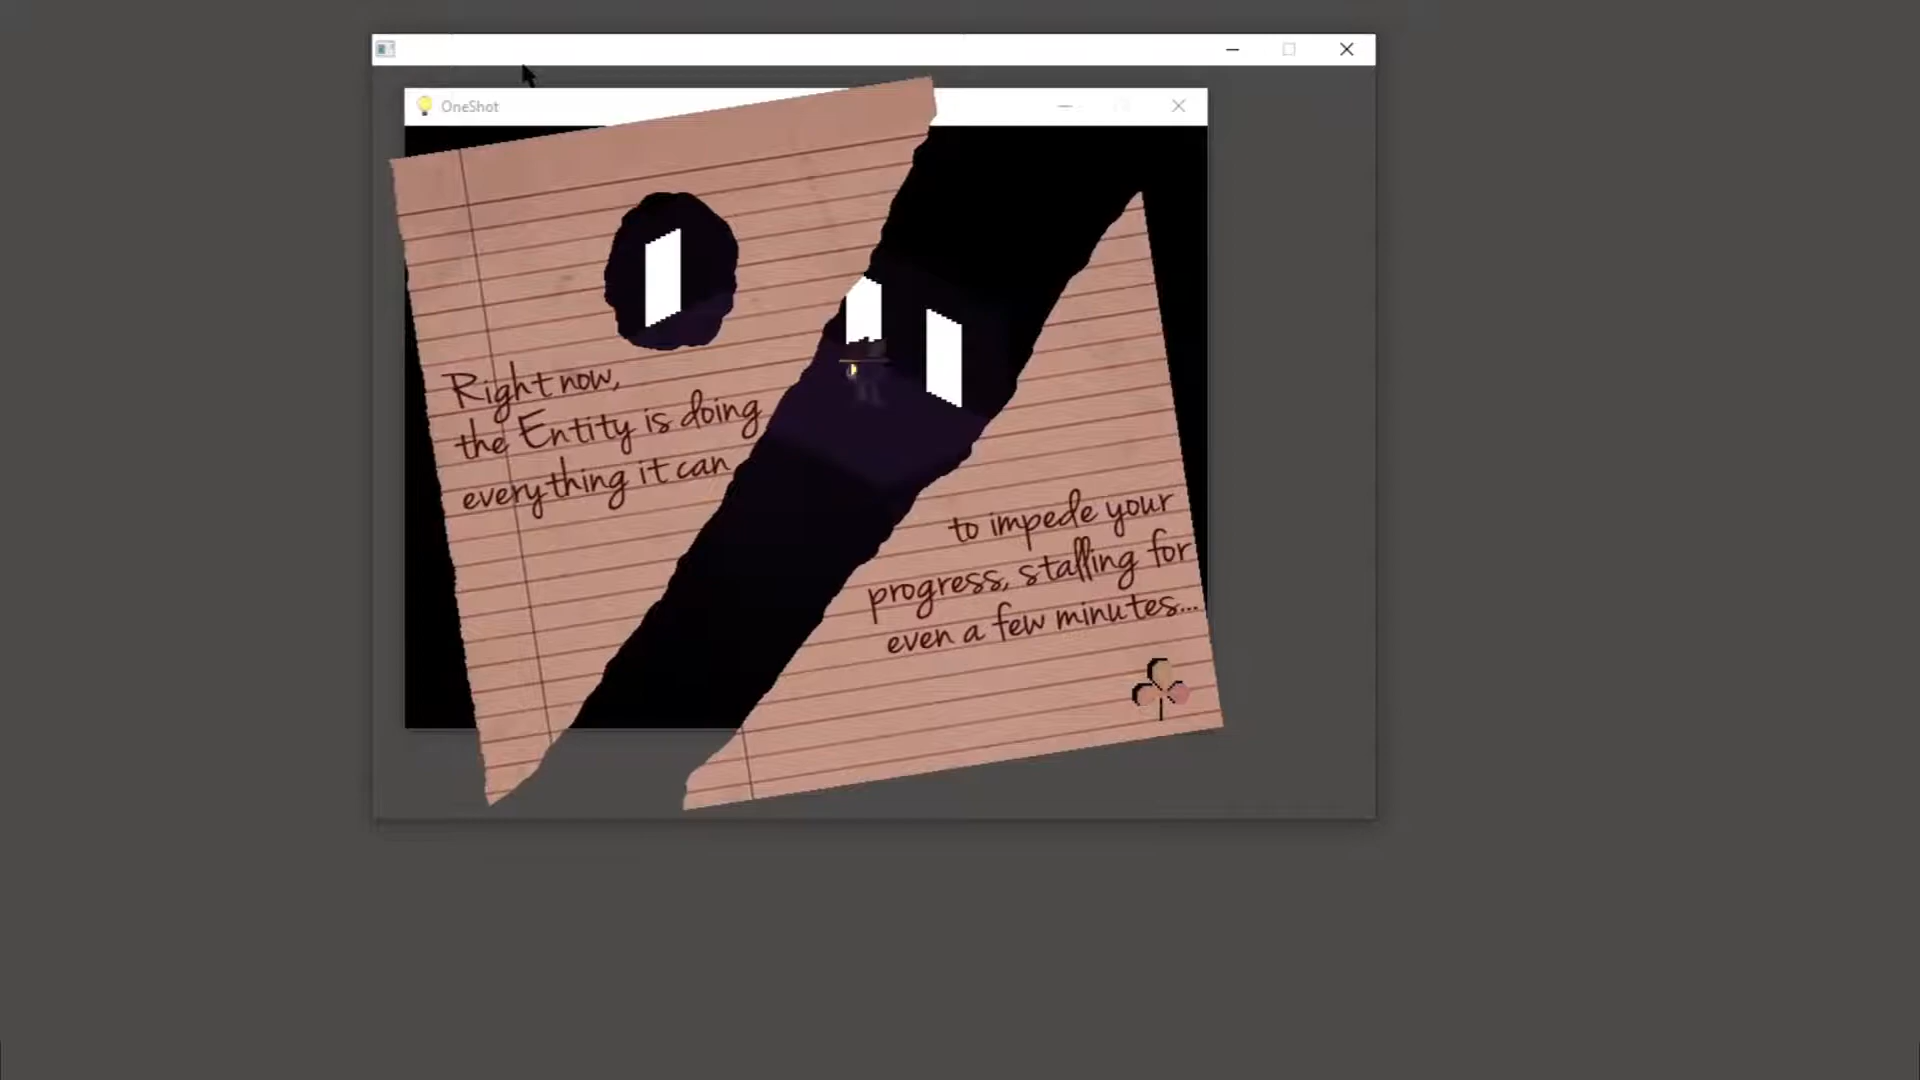 OneShot
Right now,
the Entity is doing
everything it can
to impede your
progress, stalling for
even a few minutes...